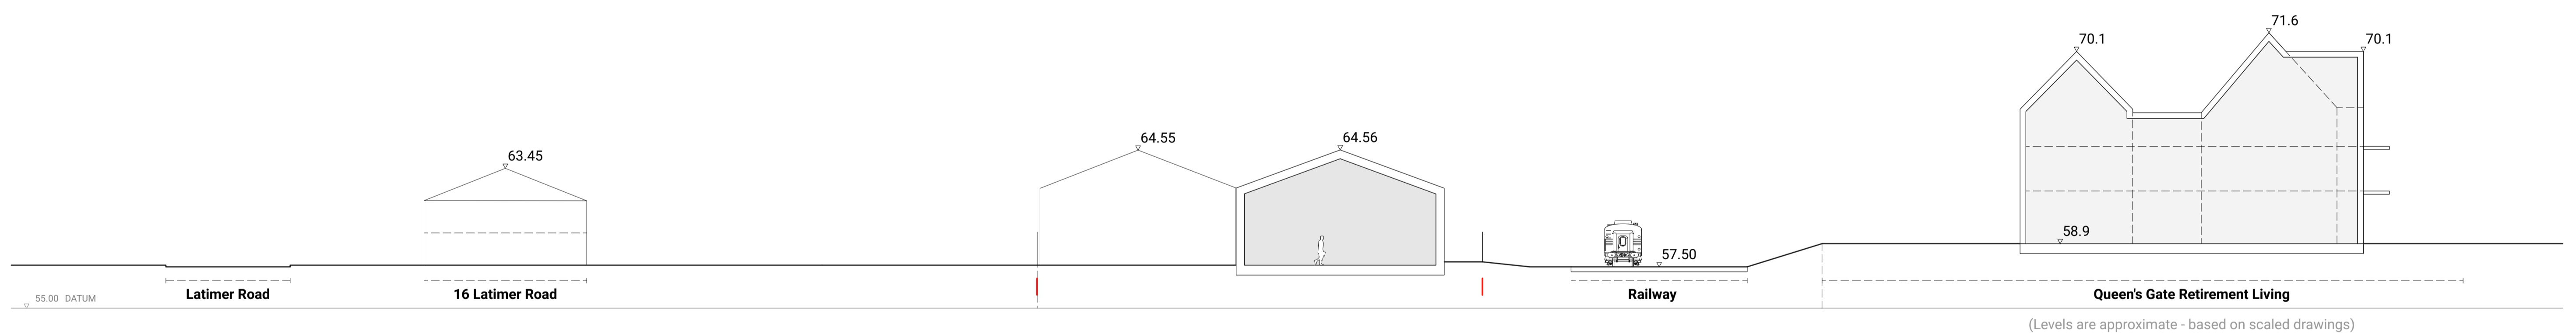 71.6
70.1
70.1
64.55
64.56
63.45
58.9
57.50
Latimer Road
16 Latimer Road
Railway
Queen's Gate Retirement Living
55.00 DATUM
(Levels are approximate - based on scaled drawings)